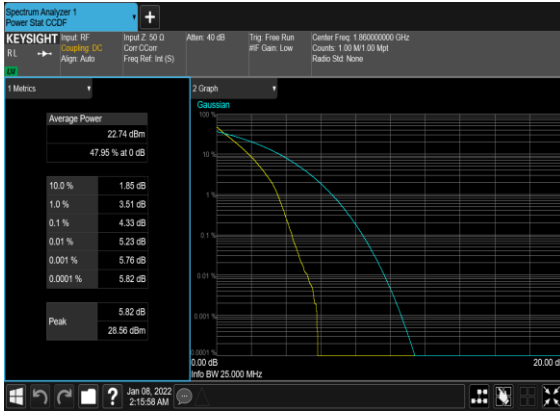 Spectrum Analyzer 1
Power Stat CCDF
+
KEYSIGHT
RL
Input: RF
Coupling: DC
Align: Auto
Input Z: 50 Ω
Corr CCorr
Freq Ref: Int (S)
Atten: 40 dB
Trig: Free Run
#IF Gain: Low
Center Freq: 1.860000000 GHz
Counts: 1.00 M/1.00 Mpt
Radio Std: None
1 Metrics
Average Power
22.74 dBm
47.95 % at 0 dB
10.0 % 1.85 dB
1.0 % 3.51 dB
0.1 % 4.33 dB
0.01 % 5.23 dB
0.001 % 5.76 dB
0.0001 % 5.82 dB
Peak
5.82 dB
28.56 dBm
2 Graph
Gaussian
100 %
10 %
1 %
0.1 %
0.01 %
0.001 %
0.0001 %
0.00 dB
20.00 d
Info BW 25.000 MHz
?
Jan 08, 2022
2:15:58 AM